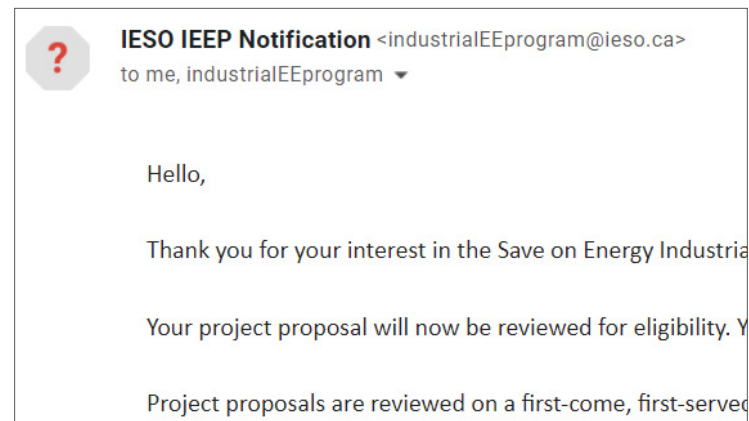 ?
IESO IEEP Notification <industrialEEprogram@ieso.ca>
to me, industrialEEprogram
Hello,
Thank you for your interest in the Save on Energy Industria
Your project proposal will now be reviewed for eligibility. Y
Project proposals are reviewed on a first-come, first-served